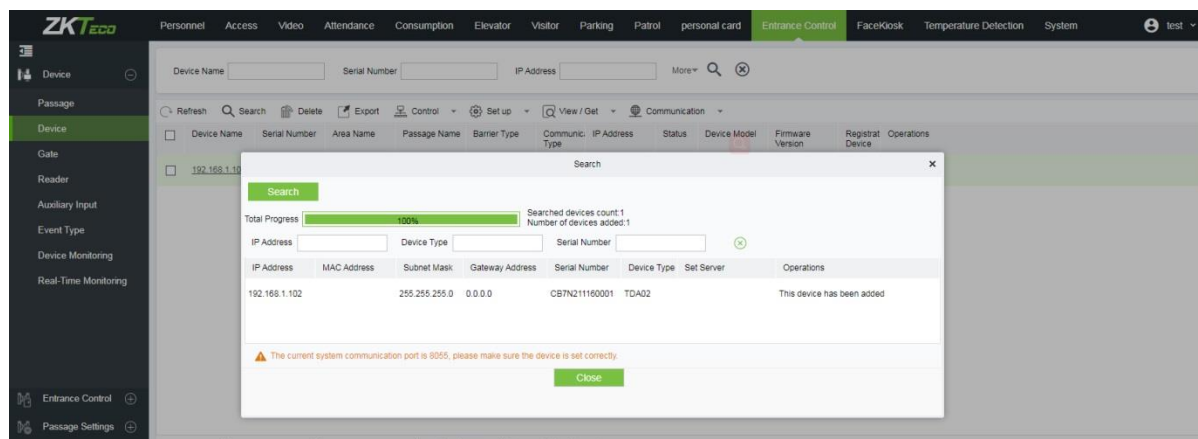 ZKTeco Personnel Access Video Attendance Consumption Elevator Visitor Parking Patrol personal card Entrance Control FaceKiosk Temperature Detection System test
Device
Passage
Device
Gate
Reader
Auxiliary Input
Event Type
Device Monitoring
Real-Time Monitoring
Entrance Control
Passage Settings
Device Name Serial Number IP Address More
Refresh Search Delete Export Control Set up View / Get Communication
Device Name Serial Number Area Name Passage Name Barrier Type Communic: IP Address Status Device Model Firmware Registrat Operations
Type Version Device
192.168.1.10
Search
Search
Total Progress 100% Searched devices count:1
Number of devices added:1
IP Address Device Type Serial Number
IP Address MAC Address Subnet Mask Gateway Address Serial Number Device Type Set Server Operations
192.168.1.102 255.255.255.0 0.0.0.0 CB7N211160001 TDA02 This device has been added
The current system communication port is 8055, please make sure the device is set correctly.
Close